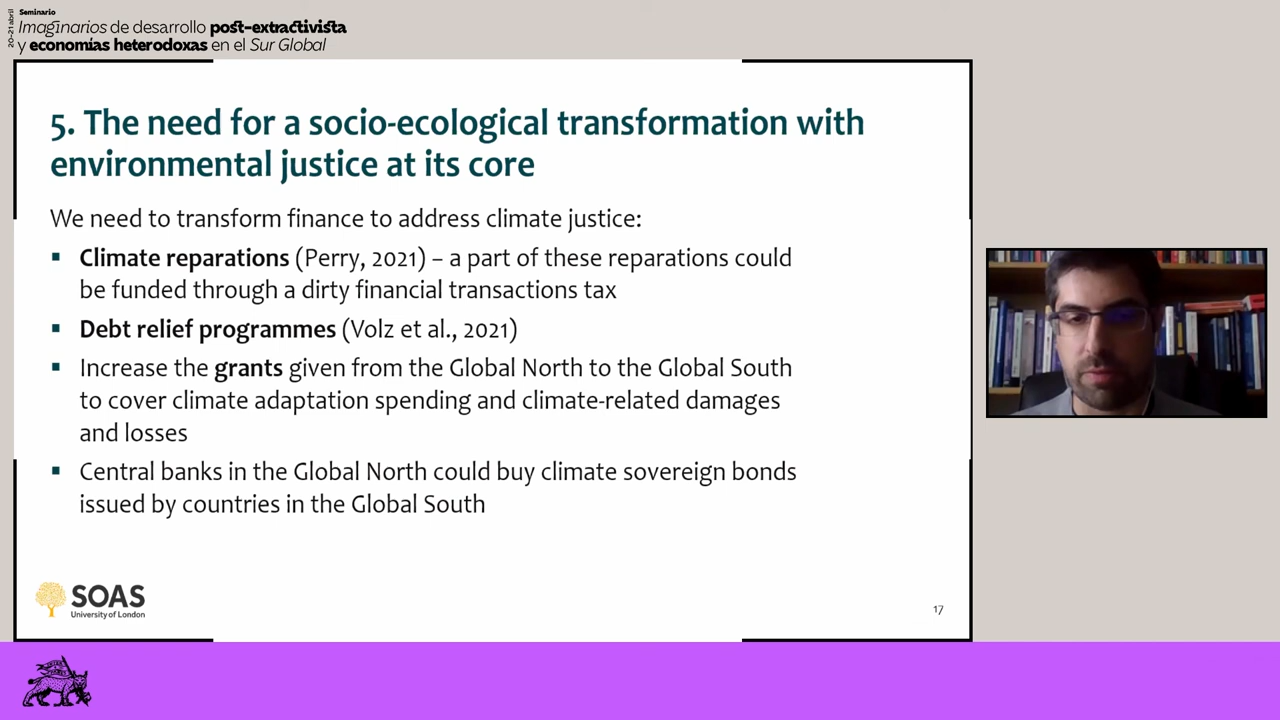 20-21 abril
Seminario
Imaginarios de desarrollo post-extractivista
y economías heterodoxas en el Sur Global
5. The need for a socio-ecological transformation with
environmental justice at its core
We need to transform finance to address climate justice:
▪ Climate reparations (Perry, 2021) – a part of these reparations could
be funded through a dirty financial transactions tax
▪ Debt relief programmes (Volz et al., 2021)
▪ Increase the grants given from the Global North to the Global South
to cover climate adaptation spending and climate-related damages
and losses
▪ Central banks in the Global North could buy climate sovereign bonds
issued by countries in the Global South
SOAS
University of London
17